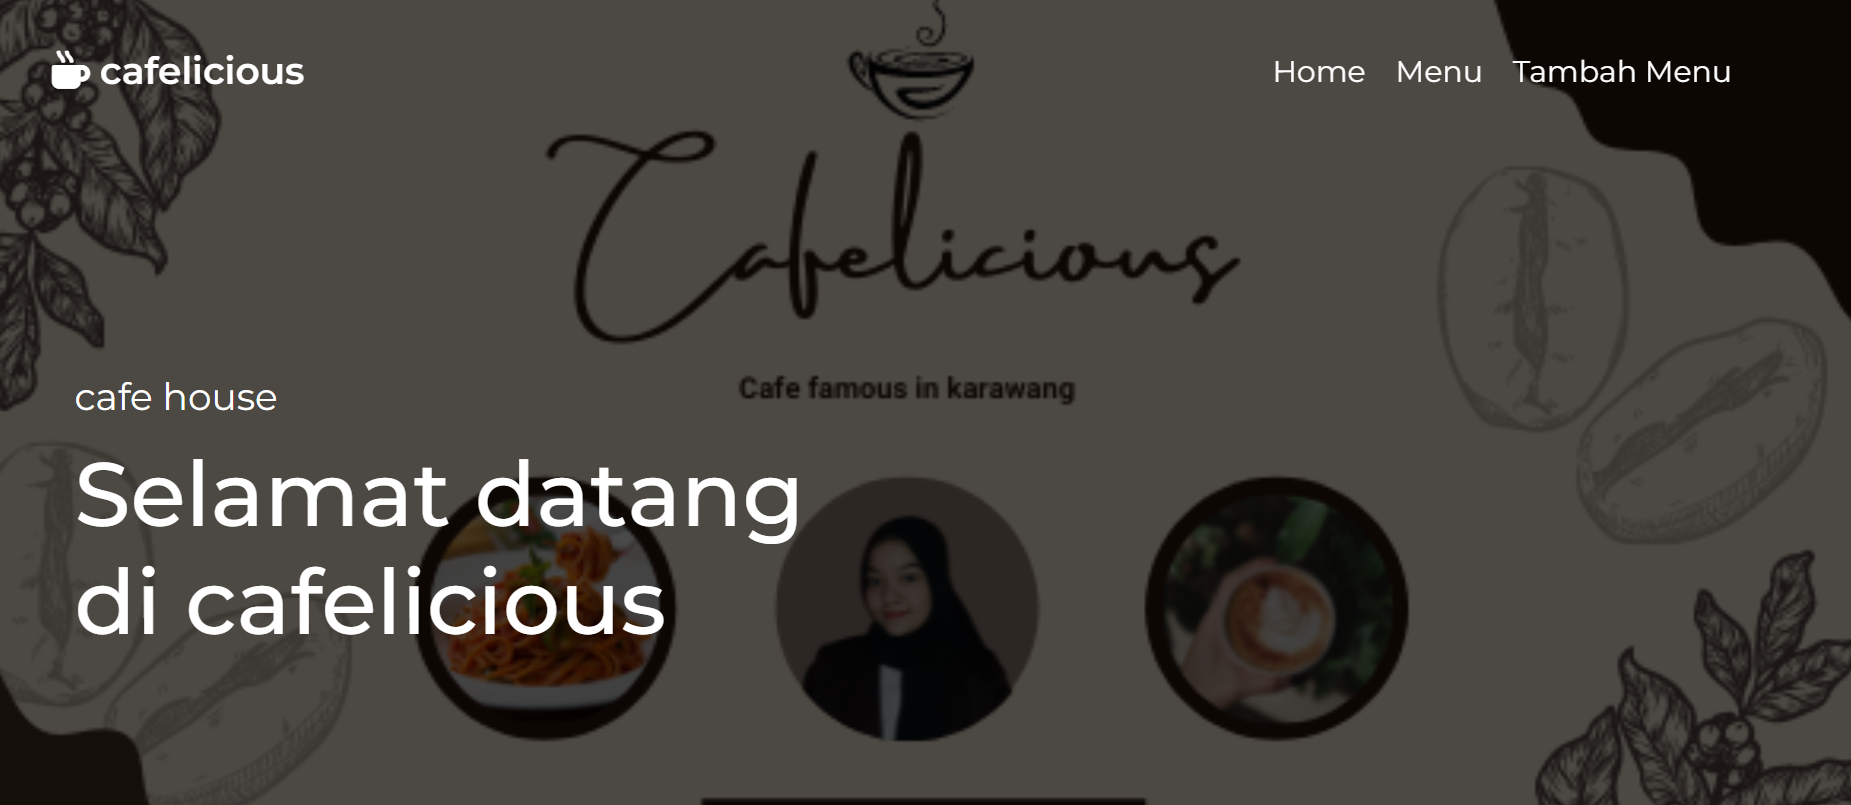 cafelicious
Home Menu Tambah Menu
Cafelicious
Cafe famous in karawang
cafe house
Selamat datang
di cafelicious